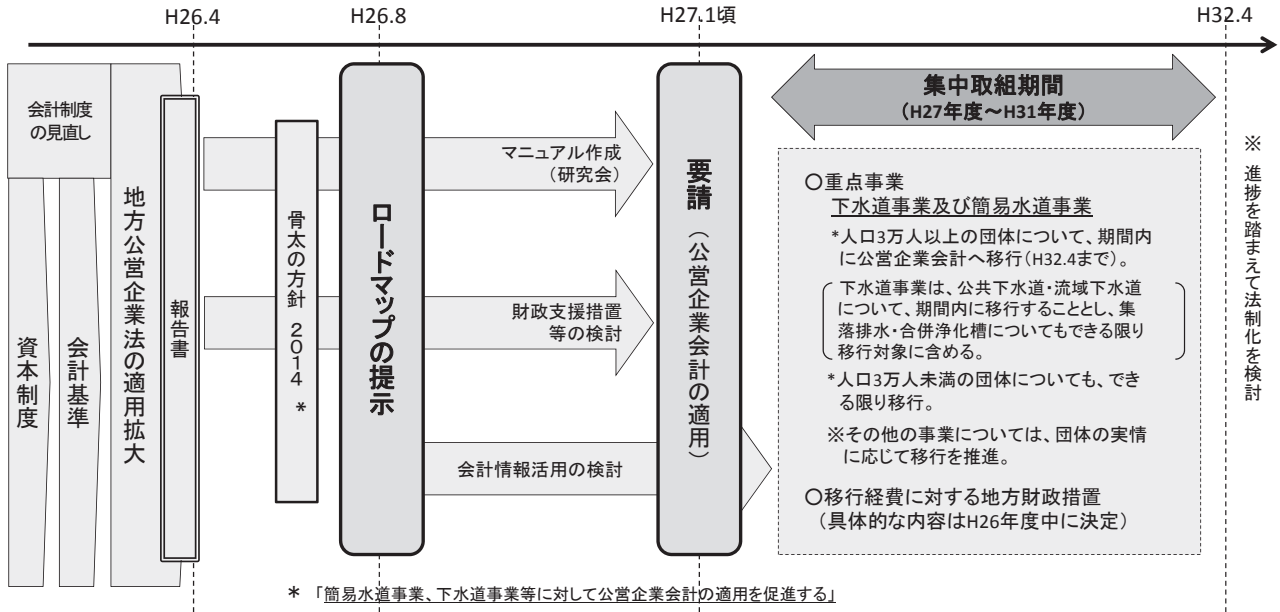 H26.4
H26.8
H27.1頃
H32.4
会計制度
の見直し
資本制度
会計基準
地方公営企業法の適用拡大
報告書
骨太の方針 2014 *
ロードマップの提示
マニュアル作成
(研究会)
財政支援措置
等の検討
会計情報活用の検討
要請(公営企業会計の適用)
集中取組期間
(H27年度~H31年度)
○重点事業
下水道事業及び簡易水道事業
*人口3万人以上の団体について、期間内
に公営企業会計へ移行(H32.4まで)。
下水道事業は、公共下水道・流域下水道
について、期間内に移行することとし、集
落排水・合併浄化槽についてもできる限り
移行対象に含める。
*人口3万人未満の団体についても、でき
る限り移行。
※その他の事業については、団体の実情
に応じて移行を推進。
○移行経費に対する地方財政措置
(具体的な内容はH26年度中に決定)
※ 進捗を踏まえて法制化を検討
* 「簡易水道事業、下水道事業等に対して公営企業会計の適用を促進する」